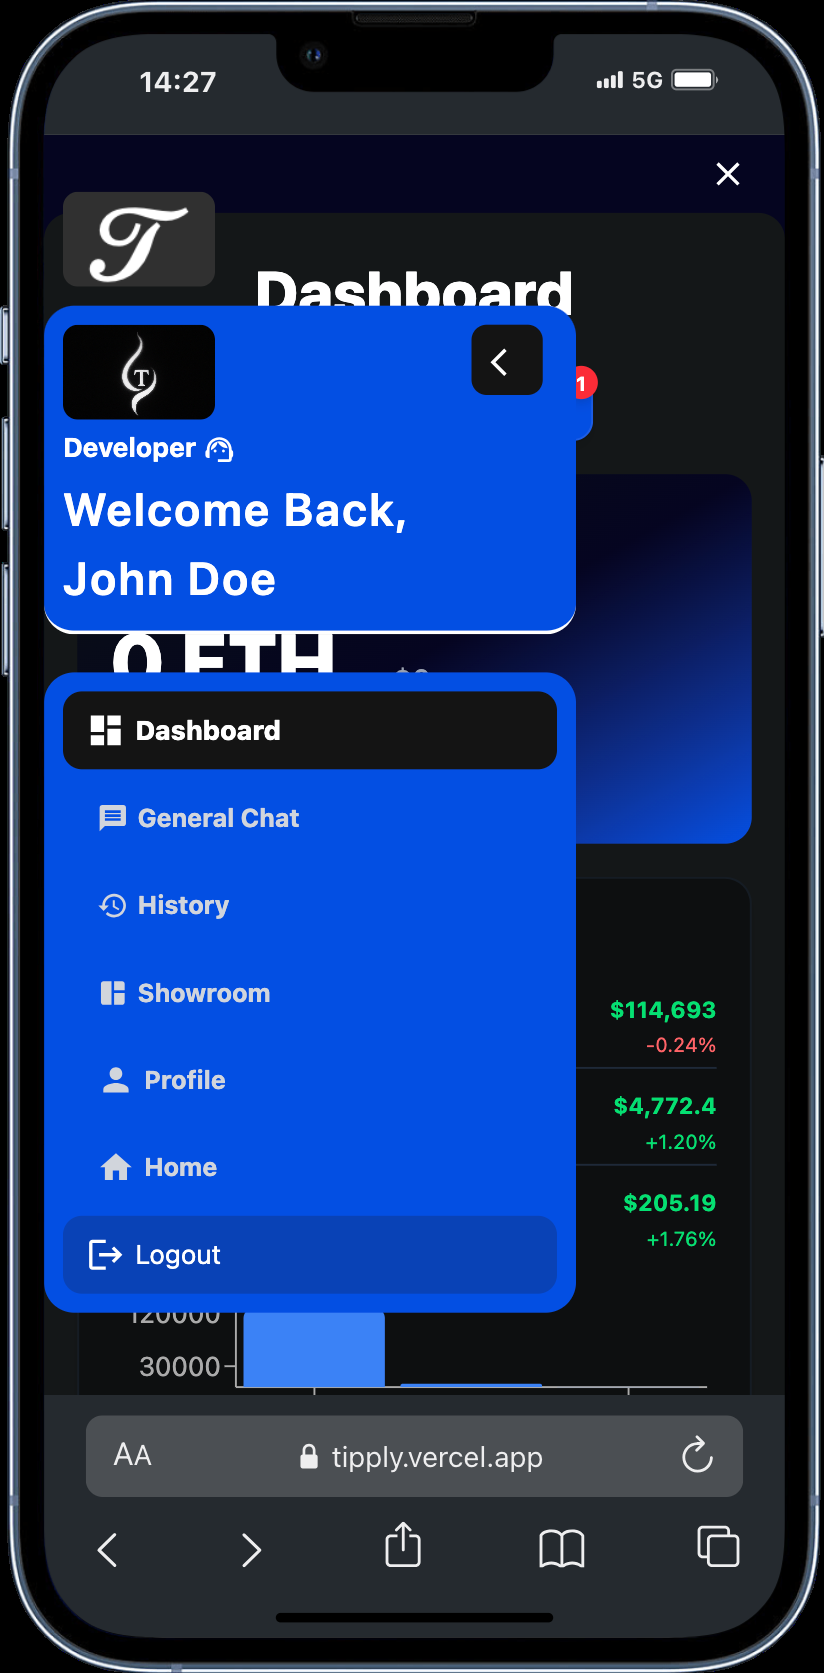 14:27
5G
T
Dashboard
T
1
Developer
Welcome Back,
John Doe
0 ETH
Dashboard
General Chat
History
Showroom
$114,693
-0.24%
Profile
$4,772.4
+1.20%
Home
$205.19
+1.76%
Logout
120000
30000
AA
tipply.vercel.app